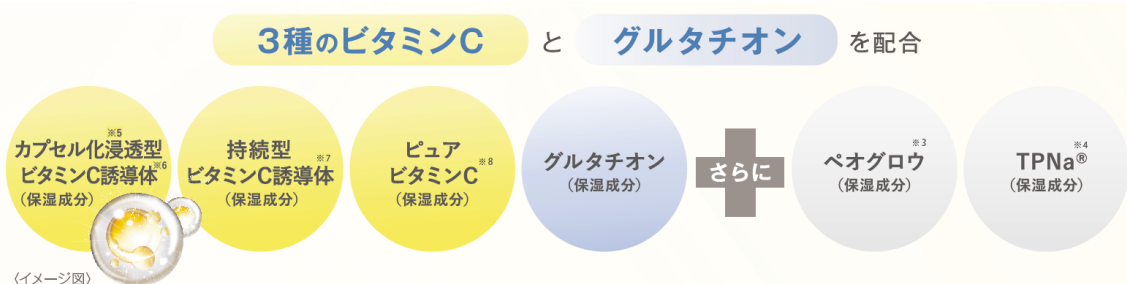 3種のビタミンC と グルタチオン を配合
カプセル化浸透型※5
ビタミンC誘導体※6
(保湿成分)
持続型
ビタミンC誘導体※7
(保湿成分)
ピュア
ビタミンC※8
(保湿成分)
グルタチオン
(保湿成分)
さらに
ペオグロウ※3
(保湿成分)
TPNa®※4
(保湿成分)
〈イメージ図〉